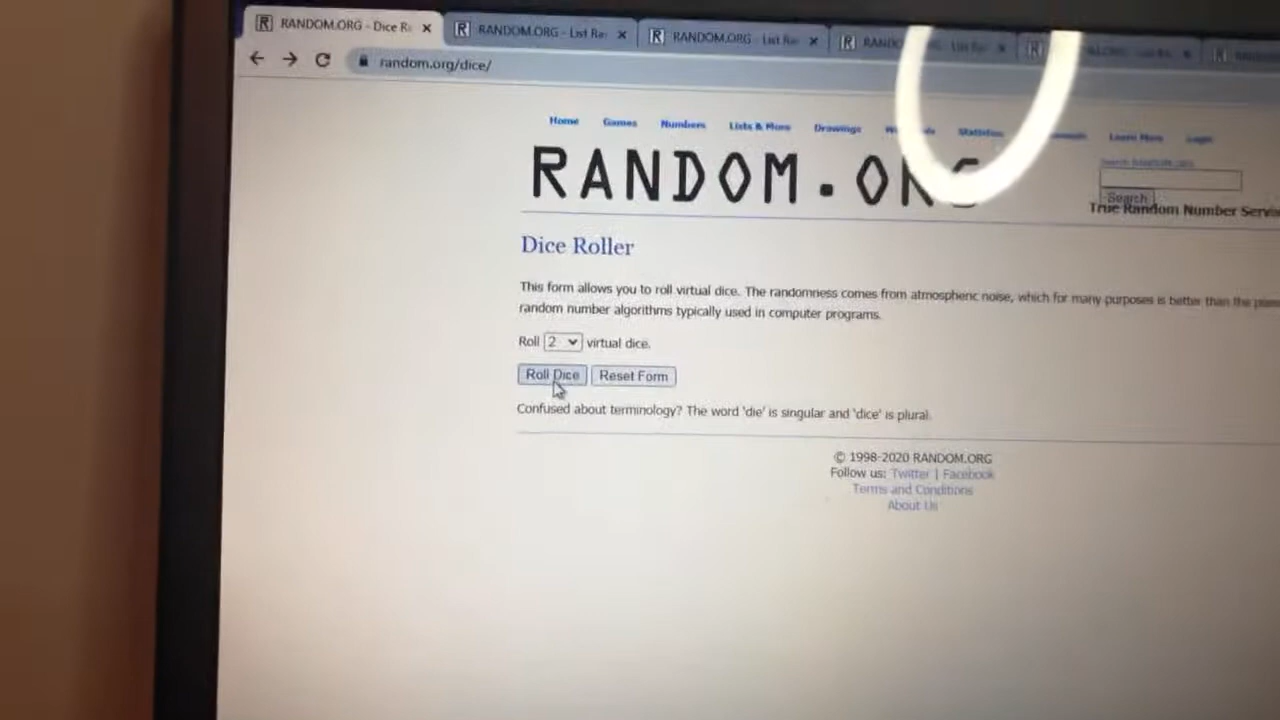 RANDOM.ORG - Dice Ro
RANDOM.ORG - List Ra
RANDOM.ORG - List Ra
random.org/dice/
Home Games Numbers Lists & More Drawings Statistics Learn More Login
RANDOM.ORG
Search RANDOM.ORG
Search
True Random Number Servi
Dice Roller
This form allows you to roll virtual dice. The randomness comes from atmospheric noise, which for many purposes is better than the
random number algorithms typically used in computer programs.
Roll 2 virtual dice.
Roll Dice Reset Form
Confused about terminology? The word 'die' is singular and 'dice' is plural.
© 1998-2020 RANDOM.ORG
Follow us: Twitter | Facebook
Terms and Conditions
About Us